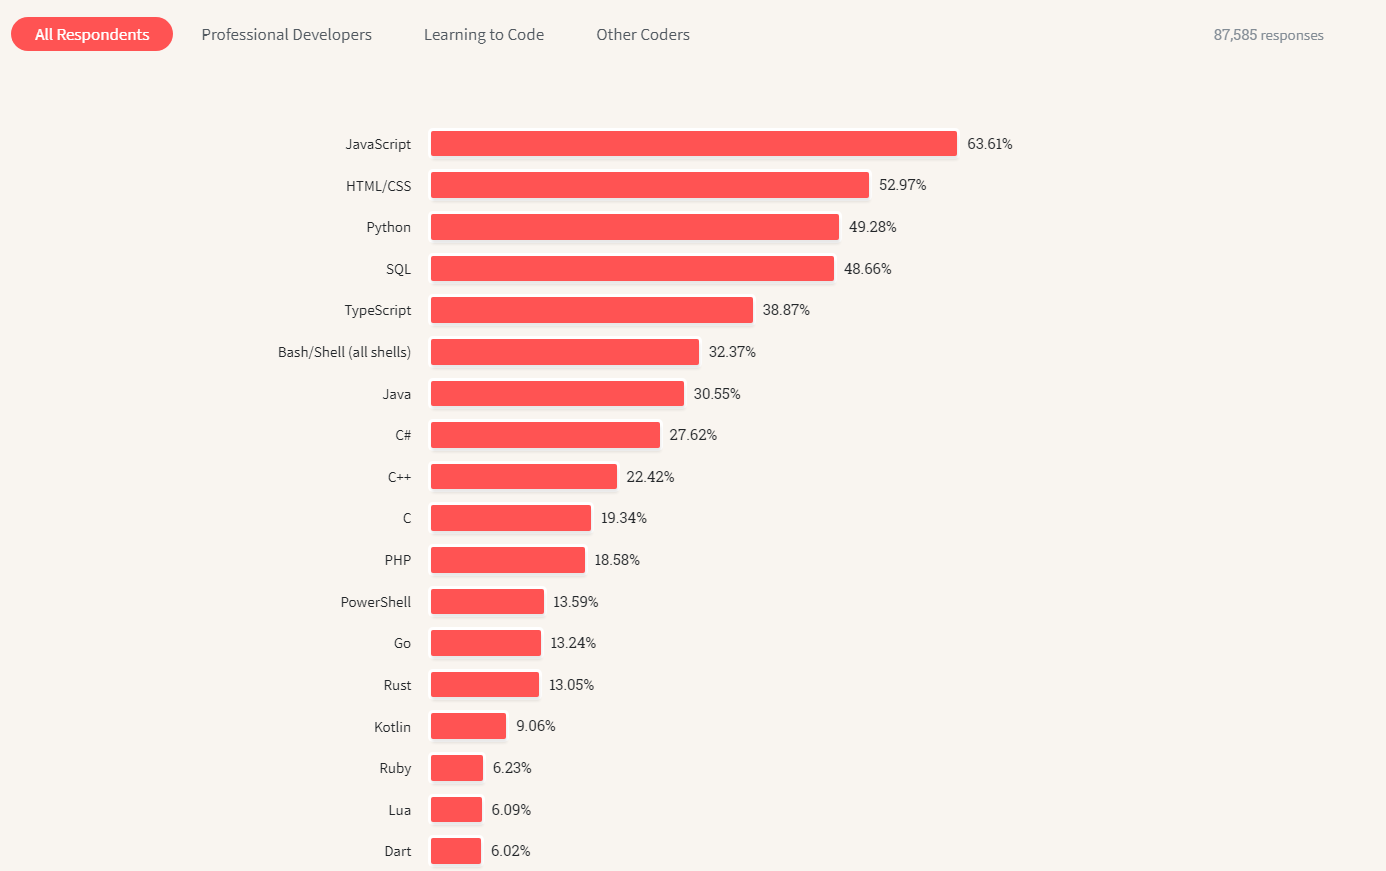 All Respondents Professional Developers Learning to Code Other Coders 87,585 responses
JavaScript 63.61%
HTML/CSS 52.97%
Python 49.28%
SQL 48.66%
TypeScript 38.87%
Bash/Shell (all shells) 32.37%
Java 30.55%
C# 27.62%
C++ 22.42%
C 19.34%
PHP 18.58%
PowerShell 13.59%
Go 13.24%
Rust 13.05%
Kotlin 9.06%
Ruby 6.23%
Lua 6.09%
Dart 6.02%